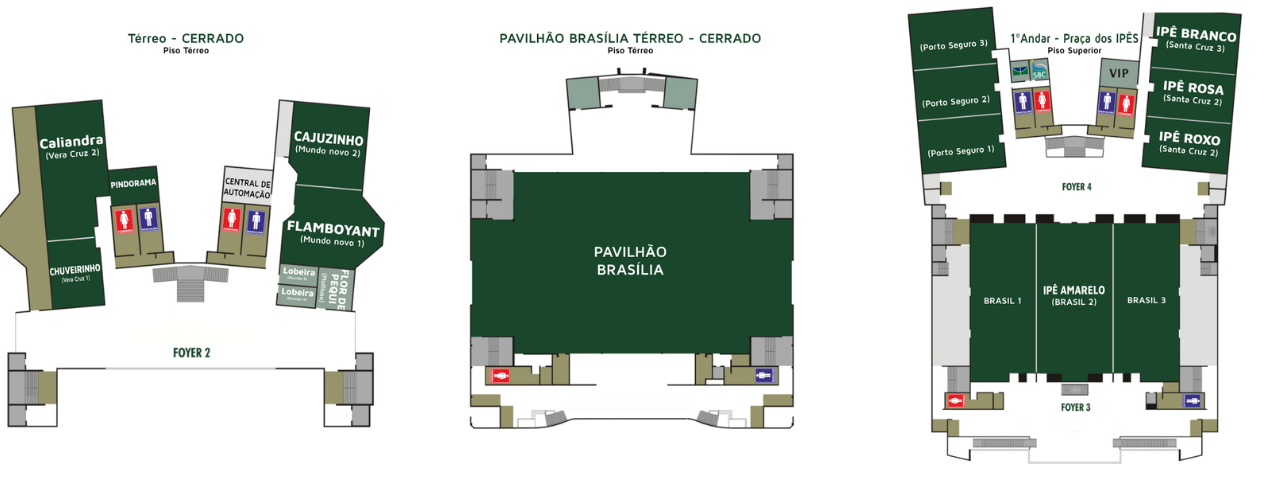 Térreo - CERRADO
Piso Térreo
Caliandra
(Vera Cruz 2)
PINDORAMA
CHUVEIRINHO
(Vera Cruz 1)
CENTRAL DE
AUTOMAÇÃO
CAJUZINHO
(Mundo novo 2)
FLAMBOYANT
(Mundo novo 1)
Lobeira
Lobeira
FLOR DE
PEQUI
FOYER 2
PAVILHÃO BRASÍLIA TÉRREO - CERRADO
Piso Térreo
PAVILHÃO
BRASÍLIA
1°Andar - Praça dos IPÊS
Piso Superior
(Porto Seguro 3)
(Porto Seguro 2)
(Porto Seguro 1)
SBC
VIP
IPÊ BRANCO
(Santa Cruz 3)
IPÊ ROSA
(Santa Cruz 2)
IPÊ ROXO
(Santa Cruz 2)
FOYER 4
BRASIL 1
IPÊ AMARELO
(BRASIL 2)
BRASIL 3
FOYER 3